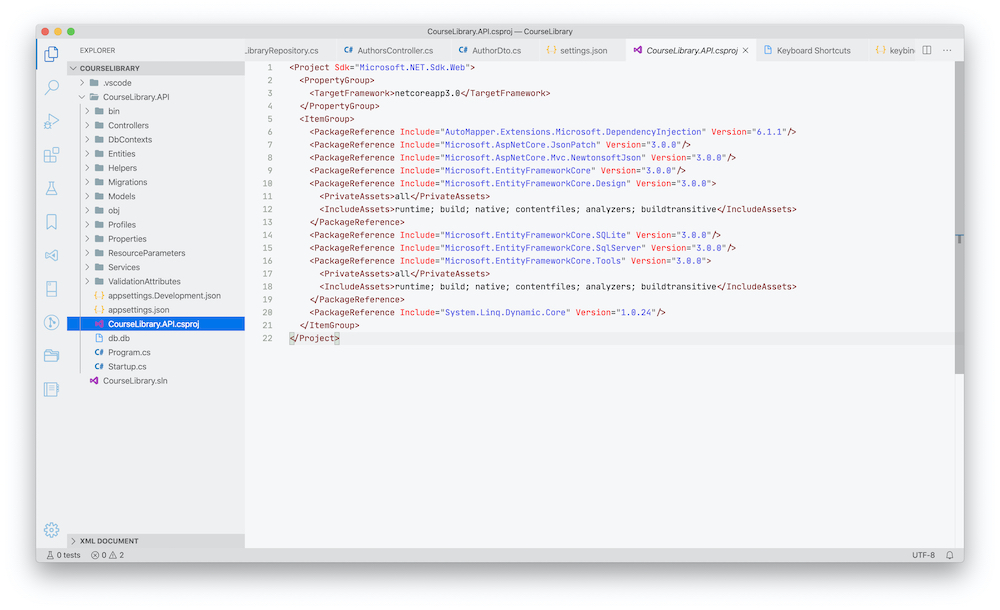 CourseLibrary.API.csproj — CourseLibrary
EXPLORER
.ibraryRepository.cs
C# AuthorsController.cs
C# AuthorDto.cs
{ } settings.json
CourseLibrary.API.csproj
Keyboard Shortcuts
{ } keybin
COURSELIBRARY
.vscode
CourseLibrary.API
bin
Controllers
DbContexts
Entities
Helpers
Migrations
Models
obj
Profiles
Properties
ResourceParameters
Services
ValidationAttributes
{ } appsettings.Development.json
{ } appsettings.json
CourseLibrary.API.csproj
db.db
C# Program.cs
C# Startup.cs
CourseLibrary.sln
XML DOCUMENT
1 <Project Sdk="Microsoft.NET.Sdk.Web">
2 <PropertyGroup>
3 <TargetFramework>netcoreapp3.0</TargetFramework>
4 </PropertyGroup>
5 <ItemGroup>
6 <PackageReference Include="AutoMapper.Extensions.Microsoft.DependencyInjection" Version="6.1.1"/>
7 <PackageReference Include="Microsoft.AspNetCore.JsonPatch" Version="3.0.0"/>
8 <PackageReference Include="Microsoft.AspNetCore.Mvc.NewtonsoftJson" Version="3.0.0"/>
9 <PackageReference Include="Microsoft.EntityFrameworkCore" Version="3.0.0"/>
10 <PackageReference Include="Microsoft.EntityFrameworkCore.Design" Version="3.0.0">
11 <PrivateAssets>all</PrivateAssets>
12 <IncludeAssets>runtime; build; native; contentfiles; analyzers; buildtransitive</IncludeAssets>
13 </PackageReference>
14 <PackageReference Include="Microsoft.EntityFrameworkCore.SQLite" Version="3.0.0"/>
15 <PackageReference Include="Microsoft.EntityFrameworkCore.SqlServer" Version="3.0.0"/>
16 <PackageReference Include="Microsoft.EntityFrameworkCore.Tools" Version="3.0.0">
17 <PrivateAssets>all</PrivateAssets>
18 <IncludeAssets>runtime; build; native; contentfiles; analyzers; buildtransitive</IncludeAssets>
19 </PackageReference>
20 <PackageReference Include="System.Linq.Dynamic.Core" Version="1.0.24"/>
21 </ItemGroup>
22 </Project>
0 tests
0
2
UTF-8